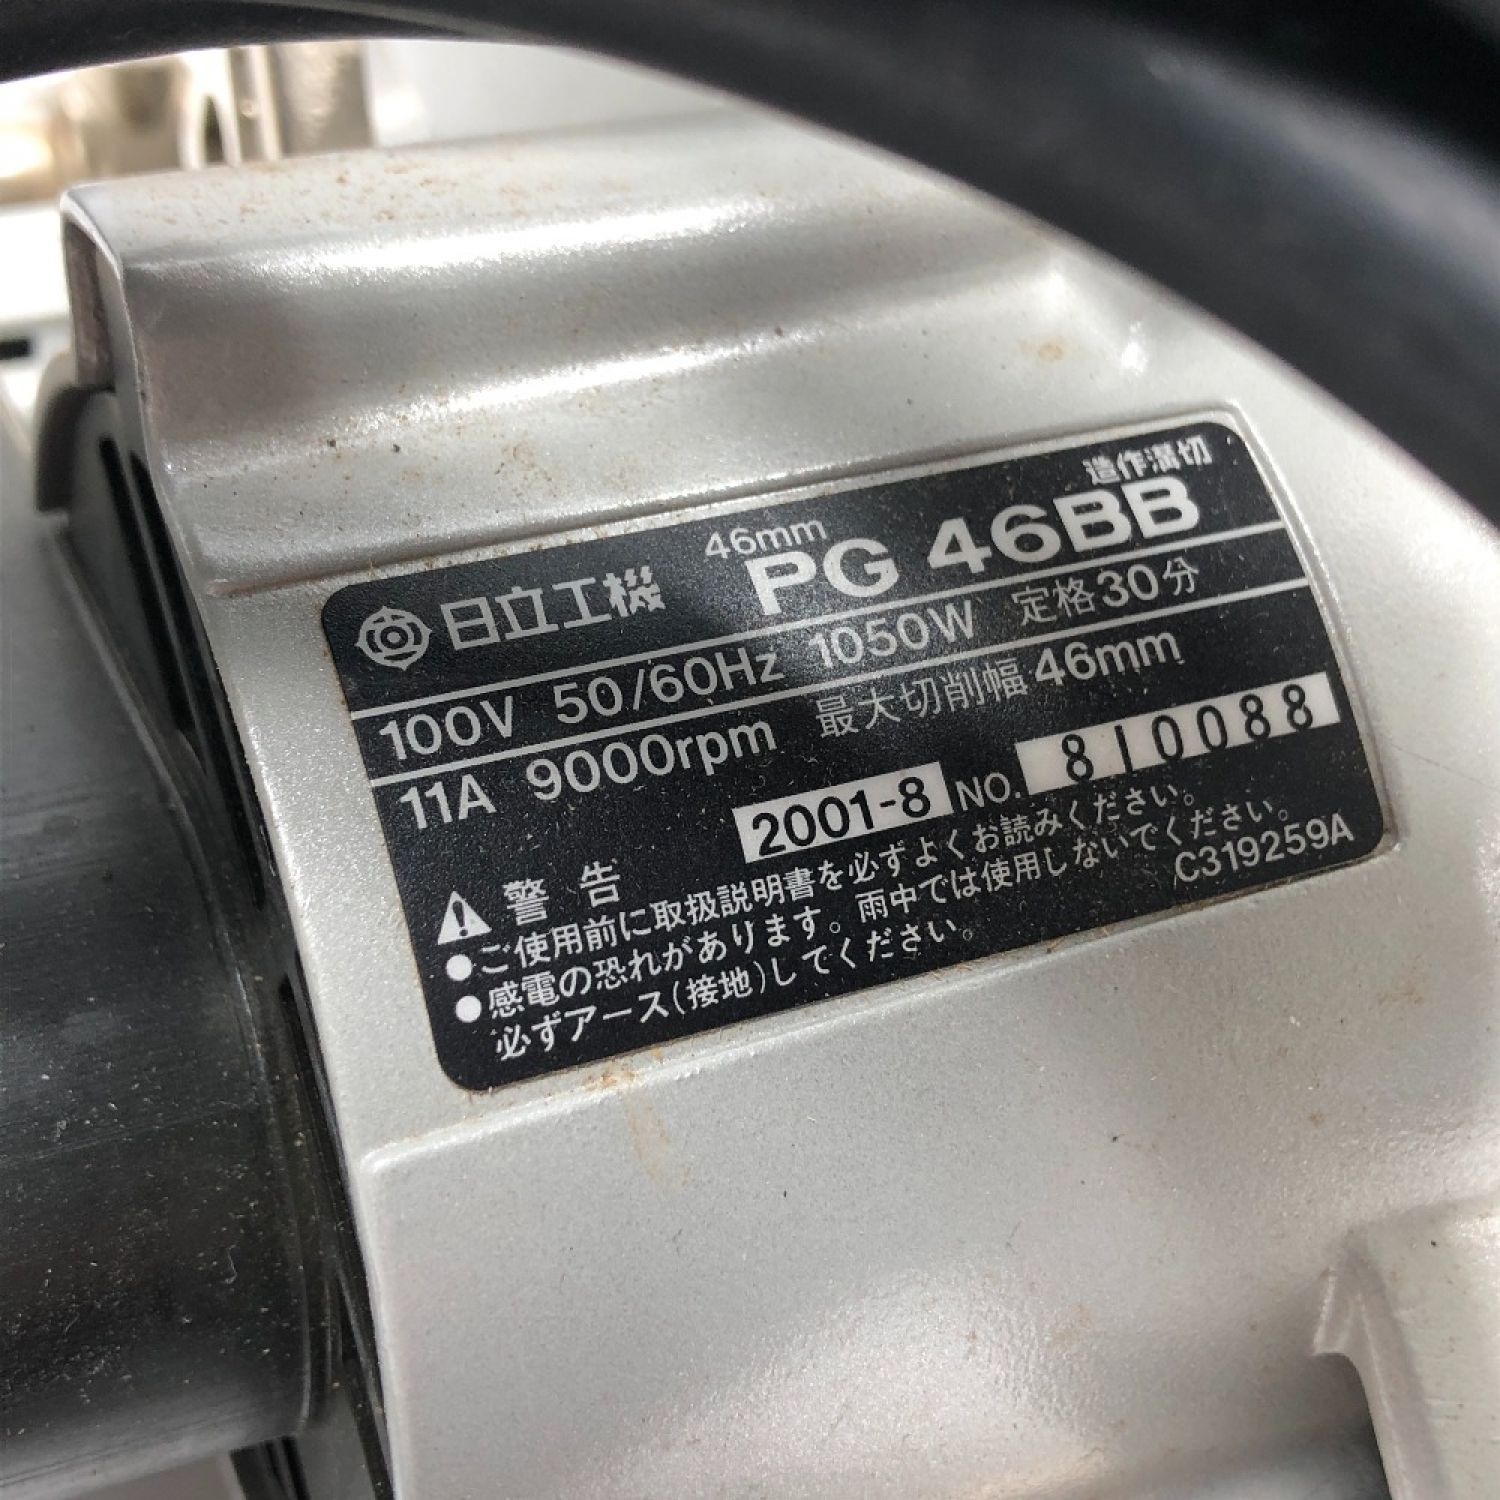 造作溝切
日立工機 46mm PG 46BB
100V 50/60Hz 1050W 定格30分
11A 9000rpm 最大切削幅46mm
2001-8 NO. 810088
警告
●ご使用前に取扱説明書を必ずよくお読みください。
●感電の恐れがあります。雨中では使用しないでください。
必ずアース(接地)してください。
C319259A